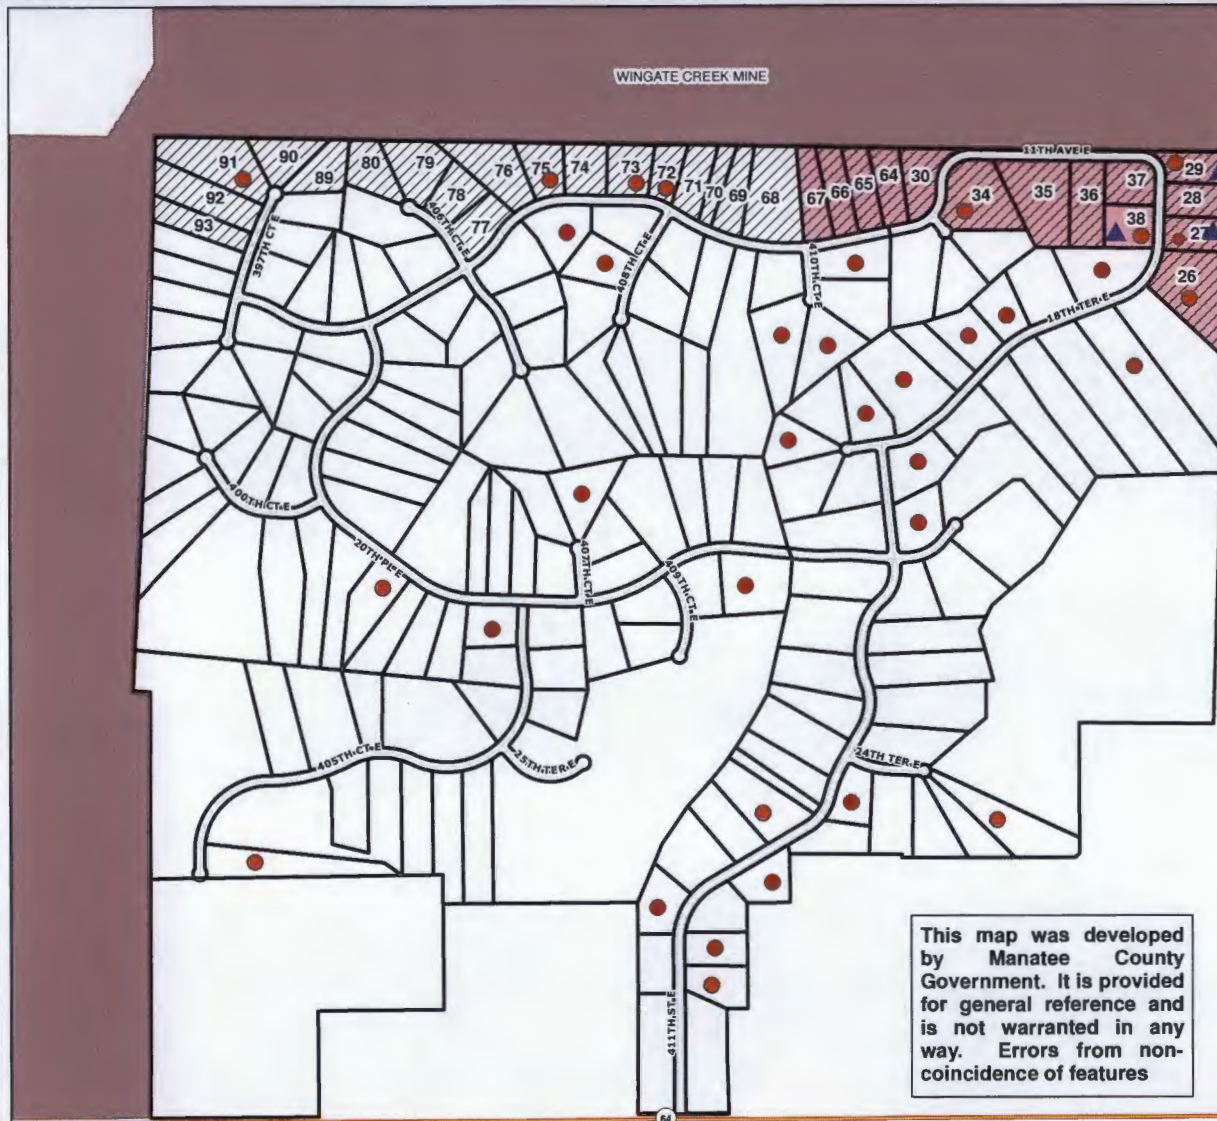 WINGATE CREEK MINE
11TH AVE E
91
90
80
79
76
75
74
73
72
71
70
69
68
67
66
65
64
30
34
35
36
37
29
28
89
92
78
93
77
38
27
26
397TH CT E
406TH CT E
408TH CT E
410TH CT E
18TH TER E
400TH CT E
20TH PL E
407TH CT E
409TH CT E
405TH CT E
25TH TER E
24TH TER E
411TH ST E
64
This map was developed
by Manatee County
Government. It is provided
for general reference and
is not warranted in any
way. Errors from non-
coincidence of features